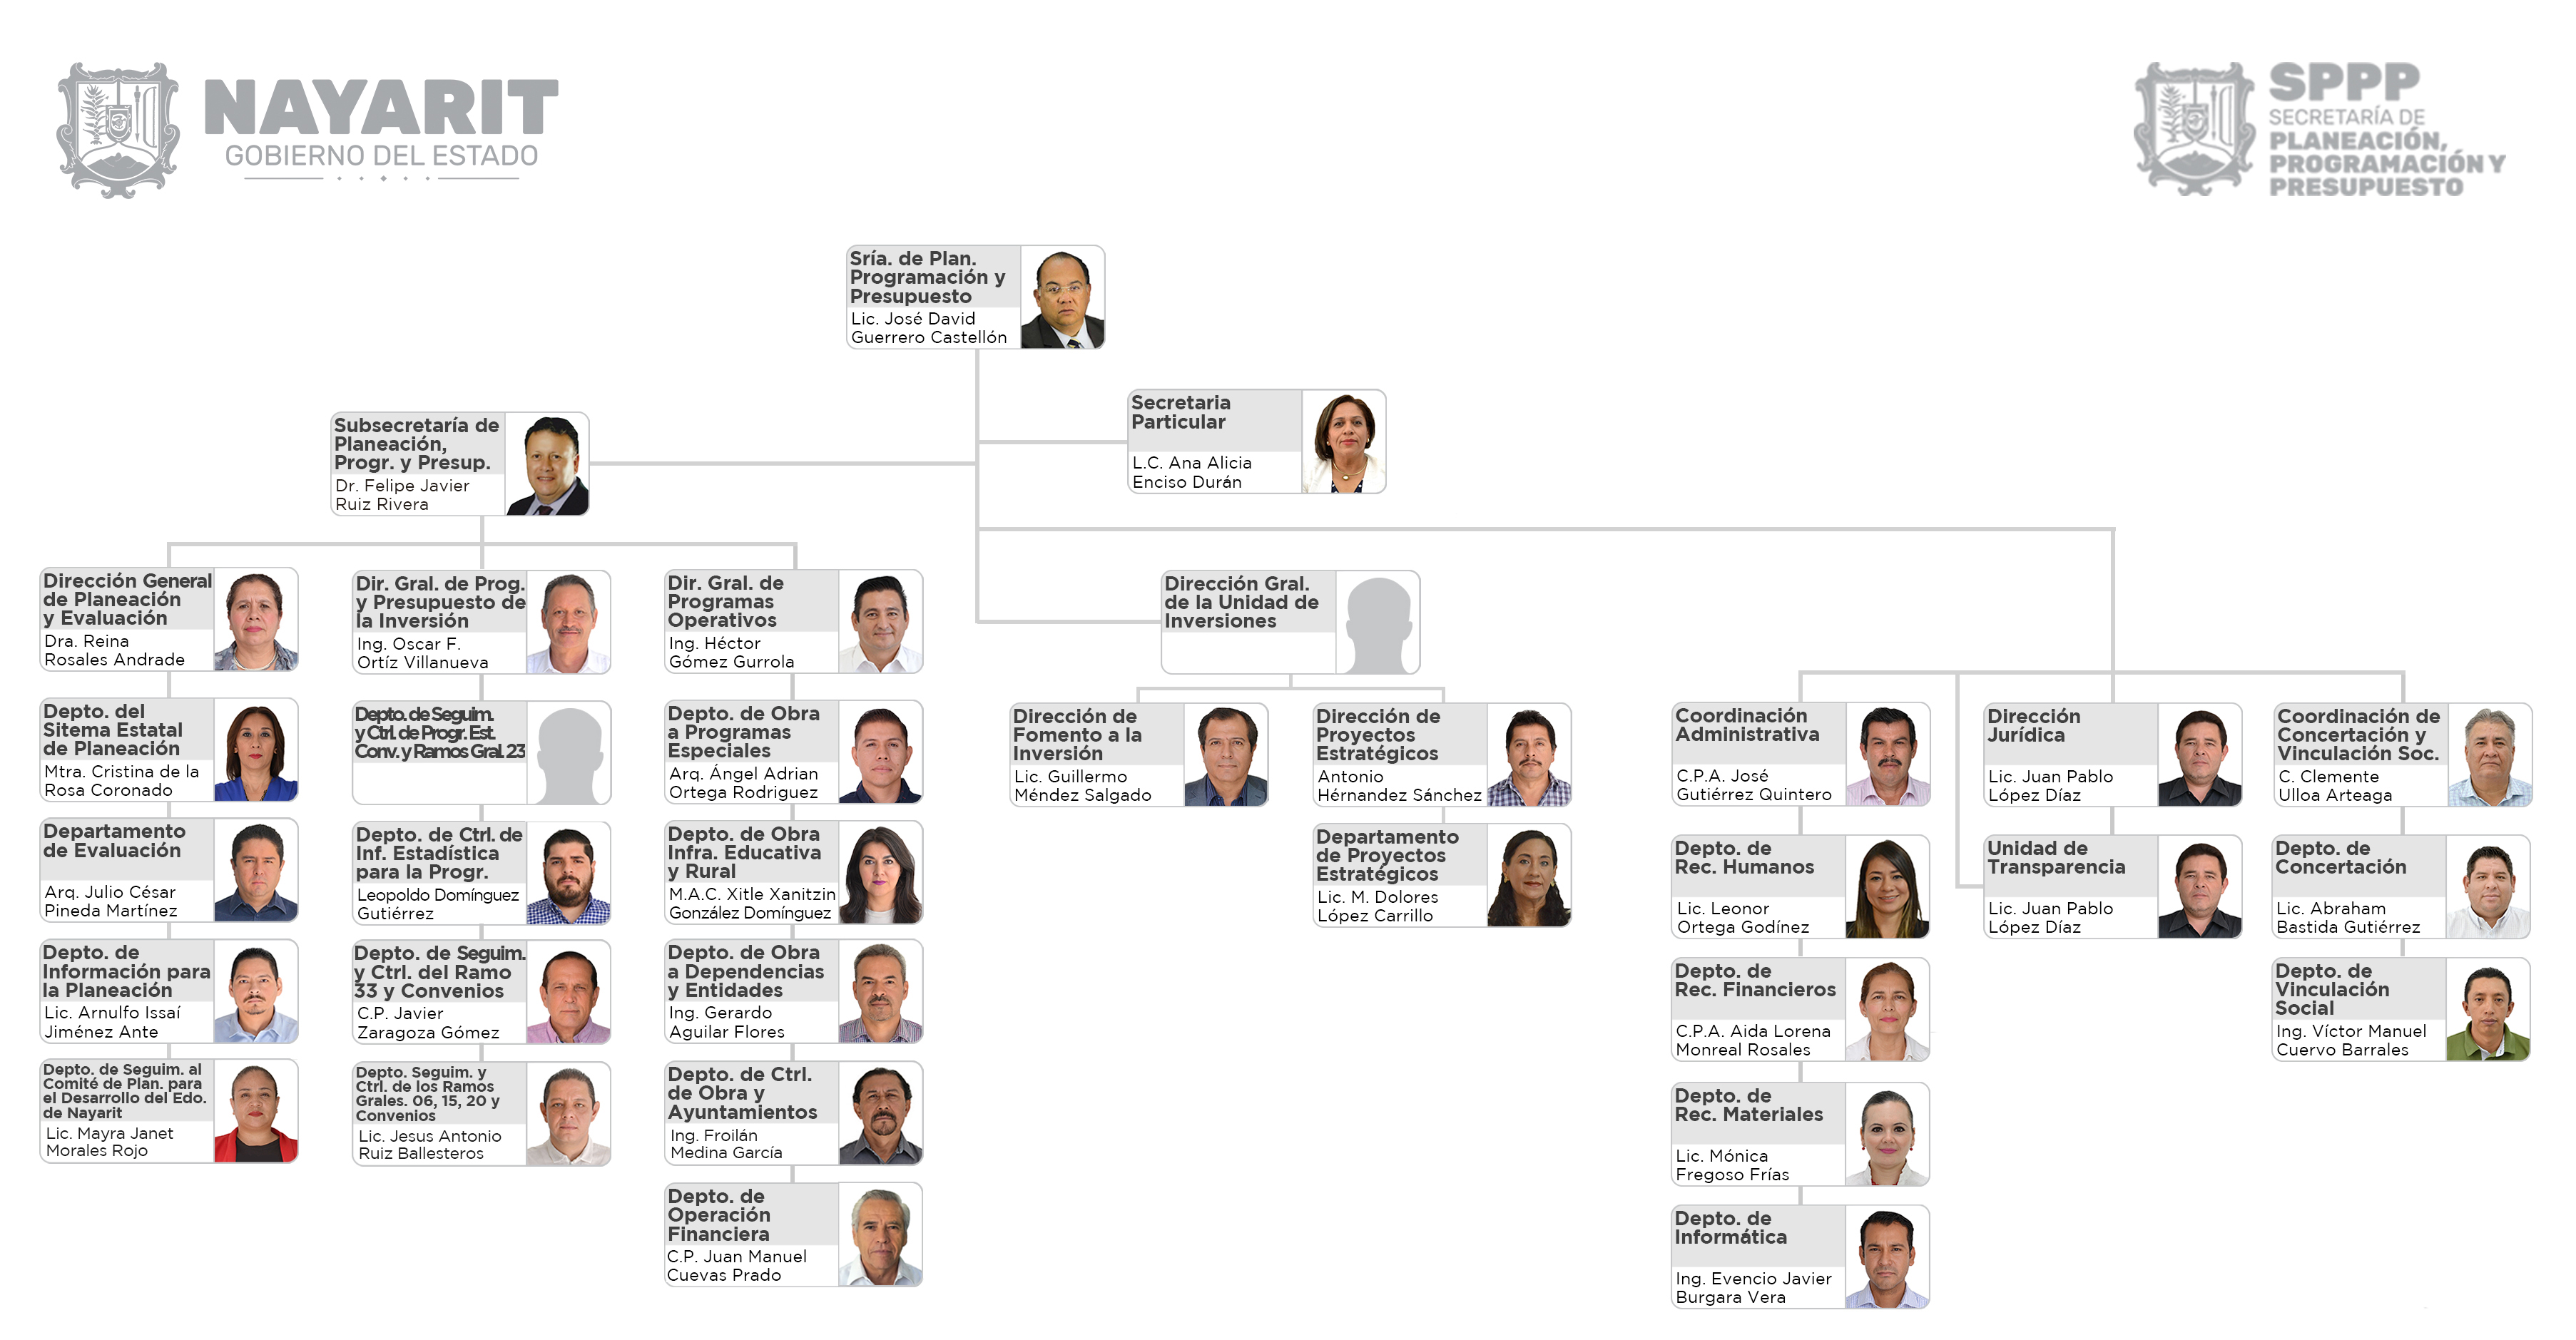 NAYARIT
GOBIERNO DEL ESTADO
SPPP
SECRETARÍA DE
PLANEACIÓN,
PROGRAMACIÓN Y
PRESUPUESTO
Sría. de Plan.
Programación y
Presupuesto
Lic. José David
Guerrero Castellón
Secretaria
Particular
L.C. Ana Alicia
Enciso Durán
Subsecretaría de
Planeación,
Progr. y Presup.
Dr. Felipe Javier
Ruiz Rivera
Dirección General
de Planeación
y Evaluación
Dra. Reina
Rosales Andrade
Depto. del
Sitema Estatal
de Planeación
Mtra. Cristina de la
Rosa Coronado
Departamento
de Evaluación
Arq. Julio César
Pineda Martínez
Depto. de
Información para
la Planeación
Lic. Arnulfo Issaí
Jiménez Ante
Depto. de Seguim. al
Comité de Plan. para
el Desarrollo del Edo.
de Nayarit
Lic. Mayra Janet
Morales Rojo
Dir. Gral. de Prog.
y Presupuesto de
la Inversión
Ing. Oscar F.
Ortíz Villanueva
Depto. de Seguim.
y Ctrl. de Progr. Est.
Conv. y Ramos Gral. 23
Depto. de Ctrl. de
Inf. Estadística
para la Progr.
Leopoldo Domínguez
Gutiérrez
Depto. de Seguim.
y Ctrl. del Ramo
33 y Convenios
C.P. Javier
Zaragoza Gómez
Depto. Seguim. y
Ctrl. de los Ramos
Grales. 06, 15, 20 y
Convenios
Lic. Jesus Antonio
Ruiz Ballesteros
Dir. Gral. de
Programas
Operativos
Ing. Héctor
Gómez Gurrola
Depto. de Obra
a Programas
Especiales
Arq. Ángel Adrian
Ortega Rodriguez
Depto. de Obra
Infra. Educativa
y Rural
M.A.C. Xitle Xanitzin
González Domínguez
Depto. de Obra
a Dependencias
y Entidades
Ing. Gerardo
Aguilar Flores
Depto. de Ctrl.
de Obra y
Ayuntamientos
Ing. Froilán
Medina García
Depto. de
Operación
Financiera
C.P. Juan Manuel
Cuevas Prado
Dirección Gral.
de la Unidad de
Inversiones
Dirección de
Fomento a la
Inversión
Lic. Guillermo
Méndez Salgado
Dirección de
Proyectos
Estratégicos
Antonio
Hérnandez Sánchez
Departamento
de Proyectos
Estratégicos
Lic. M. Dolores
López Carrillo
Coordinación
Administrativa
C.P.A. José
Gutiérrez Quintero
Depto. de
Rec. Humanos
Lic. Leonor
Ortega Godínez
Depto. de
Rec. Financieros
C.P.A. Aida Lorena
Monreal Rosales
Depto. de
Rec. Materiales
Lic. Mónica
Fregoso Frías
Depto. de
Informática
Ing. Evencio Javier
Burgara Vera
Dirección
Jurídica
Lic. Juan Pablo
López Díaz
Unidad de
Transparencia
Lic. Juan Pablo
López Díaz
Coordinación de
Concertación y
Vinculación Soc.
C. Clemente
Ulloa Arteaga
Depto. de
Concertación
Lic. Abraham
Bastida Gutiérrez
Depto. de
Vinculación
Social
Ing. Víctor Manuel
Cuervo Barrales